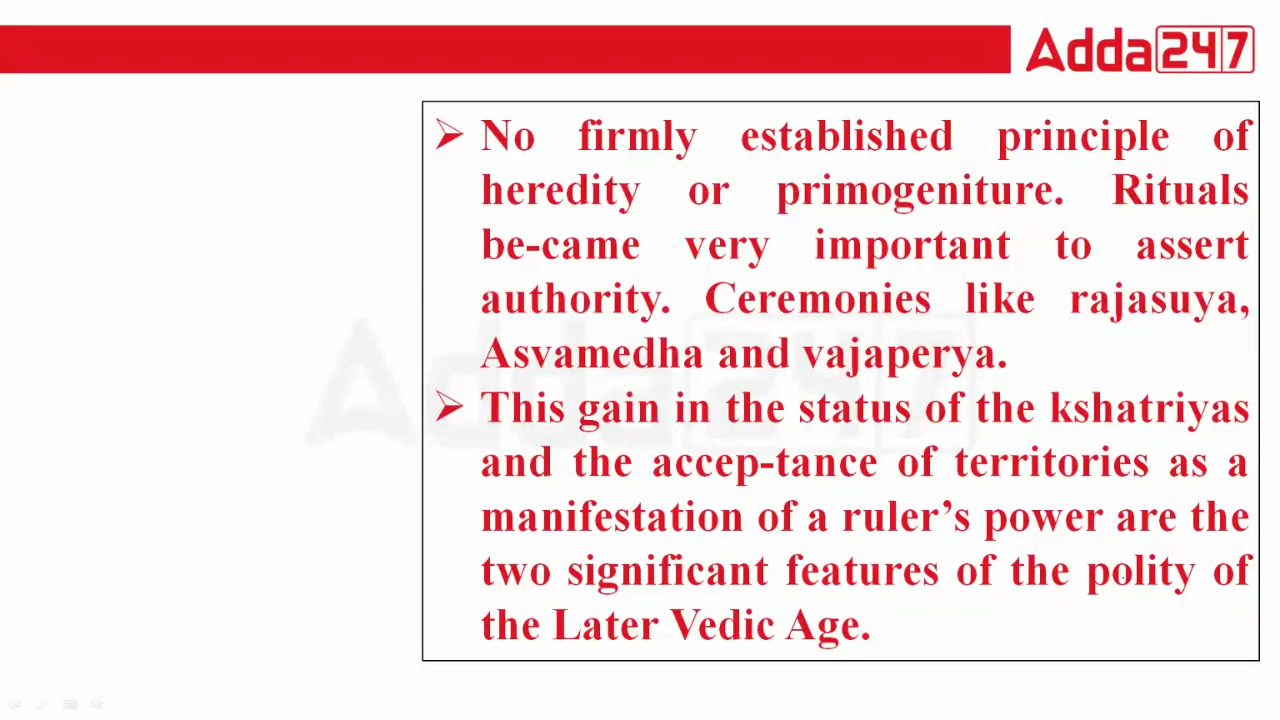 Adda247
➢ No firmly established principle of
heredity or primogeniture. Rituals
be-came very important to assert
authority. Ceremonies like rajasuya,
Asvamedha and vajaperya.
➢ This gain in the status of the kshatriyas
and the accep-tance of territories as a
manifestation of a ruler’s power are the
two significant features of the polity of
the Later Vedic Age.
Adda247